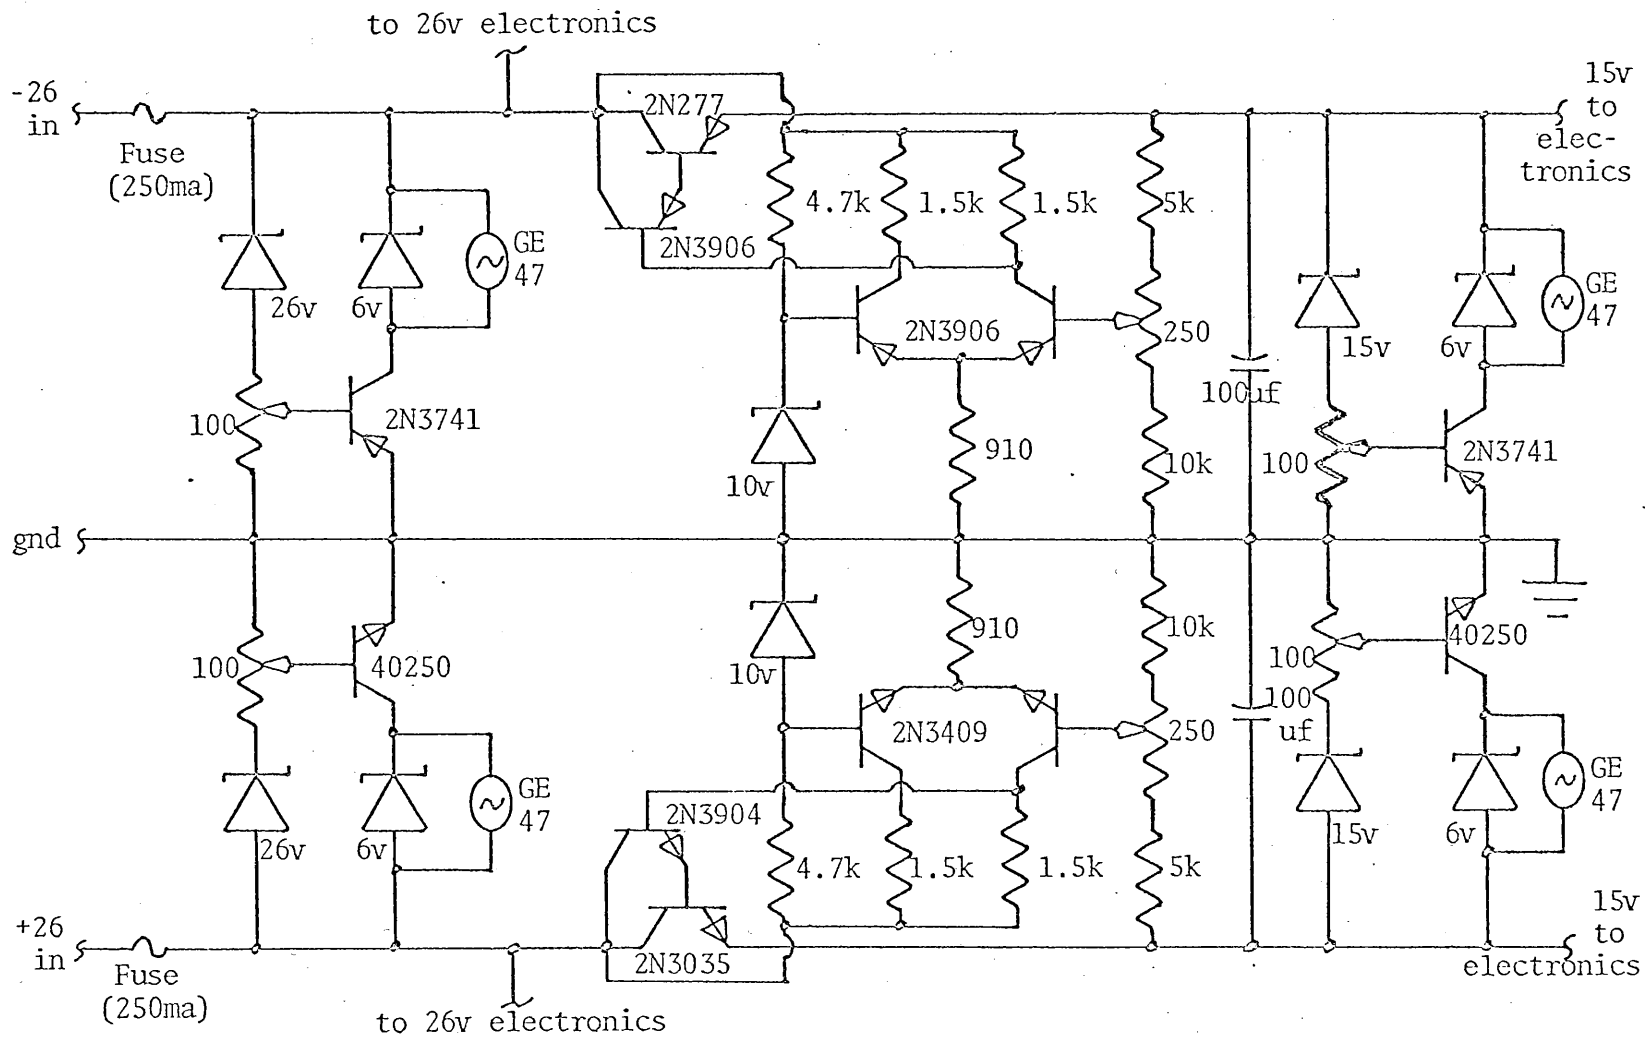 to 26v electronics
-26
in
Fuse
(250ma)
2N277
15v
to
elec-
tronics
4.7k
1.5k
1.5k
5k
2N3906
GE
47
26v
6v
2N3906
250
GE
47
15v
6v
100uf
100
2N3741
910
10k
100
2N3741
10v
gnd
910
10k
100
40250
10v
40250
100
100
uf
2N3409
250
GE
47
2N3904
GE
47
26v
6v
4.7k
1.5k
1.5k
5k
15v
6v
+26
in
Fuse
(250ma)
2N3035
15v
to
electronics
to 26v electronics